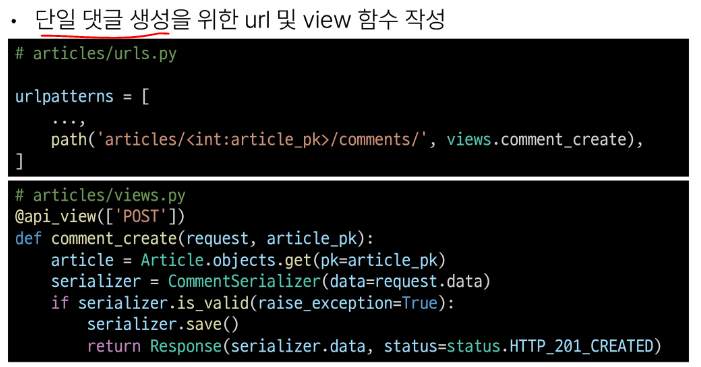 • 단일 댓글 생성을 위한 url 및 view 함수 작성
# articles/urls.py
urlpatterns = [
    ...,
    path('articles/<int:article_pk>/comments/', views.comment_create),
]
# articles/views.py
@api_view(['POST'])
def comment_create(request, article_pk):
    article = Article.objects.get(pk=article_pk)
    serializer = CommentSerializer(data=request.data)
    if serializer.is_valid(raise_exception=True):
        serializer.save()
        return Response(serializer.data, status=status.HTTP_201_CREATED)